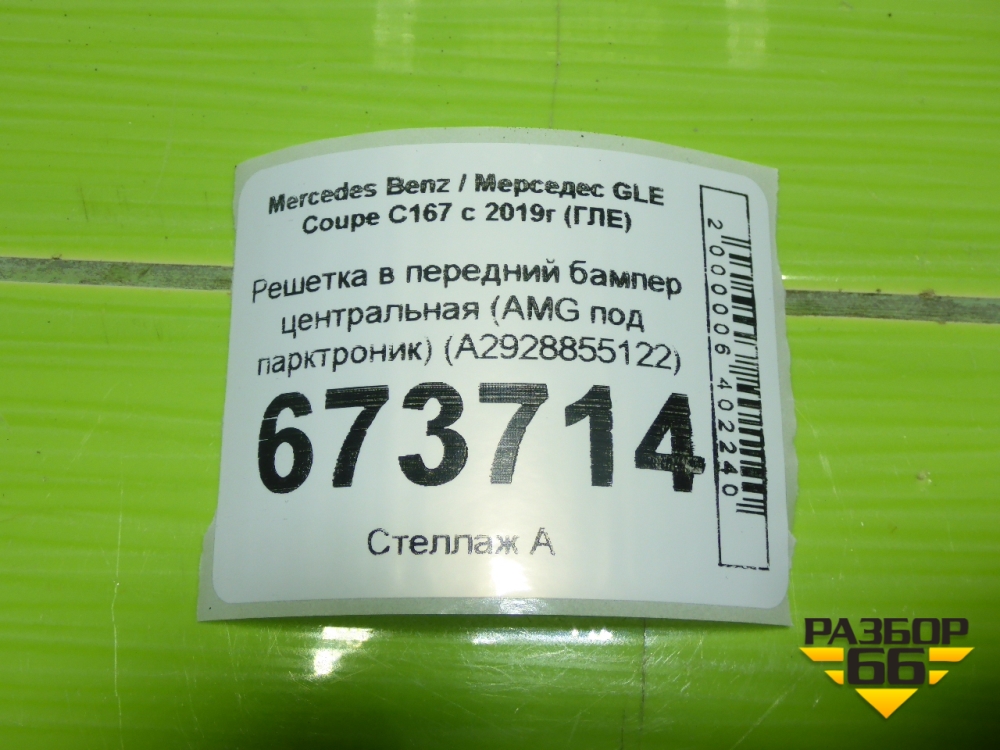 Mercedes Benz / Мерседес GLE
Coupe C167 с 2019г (ГЛЕ)
Решетка в передний бампер
центральная (AMG под
парктроник) (A2928855122)
673714
Стеллаж А
2000006402240
РАЗБОР
66